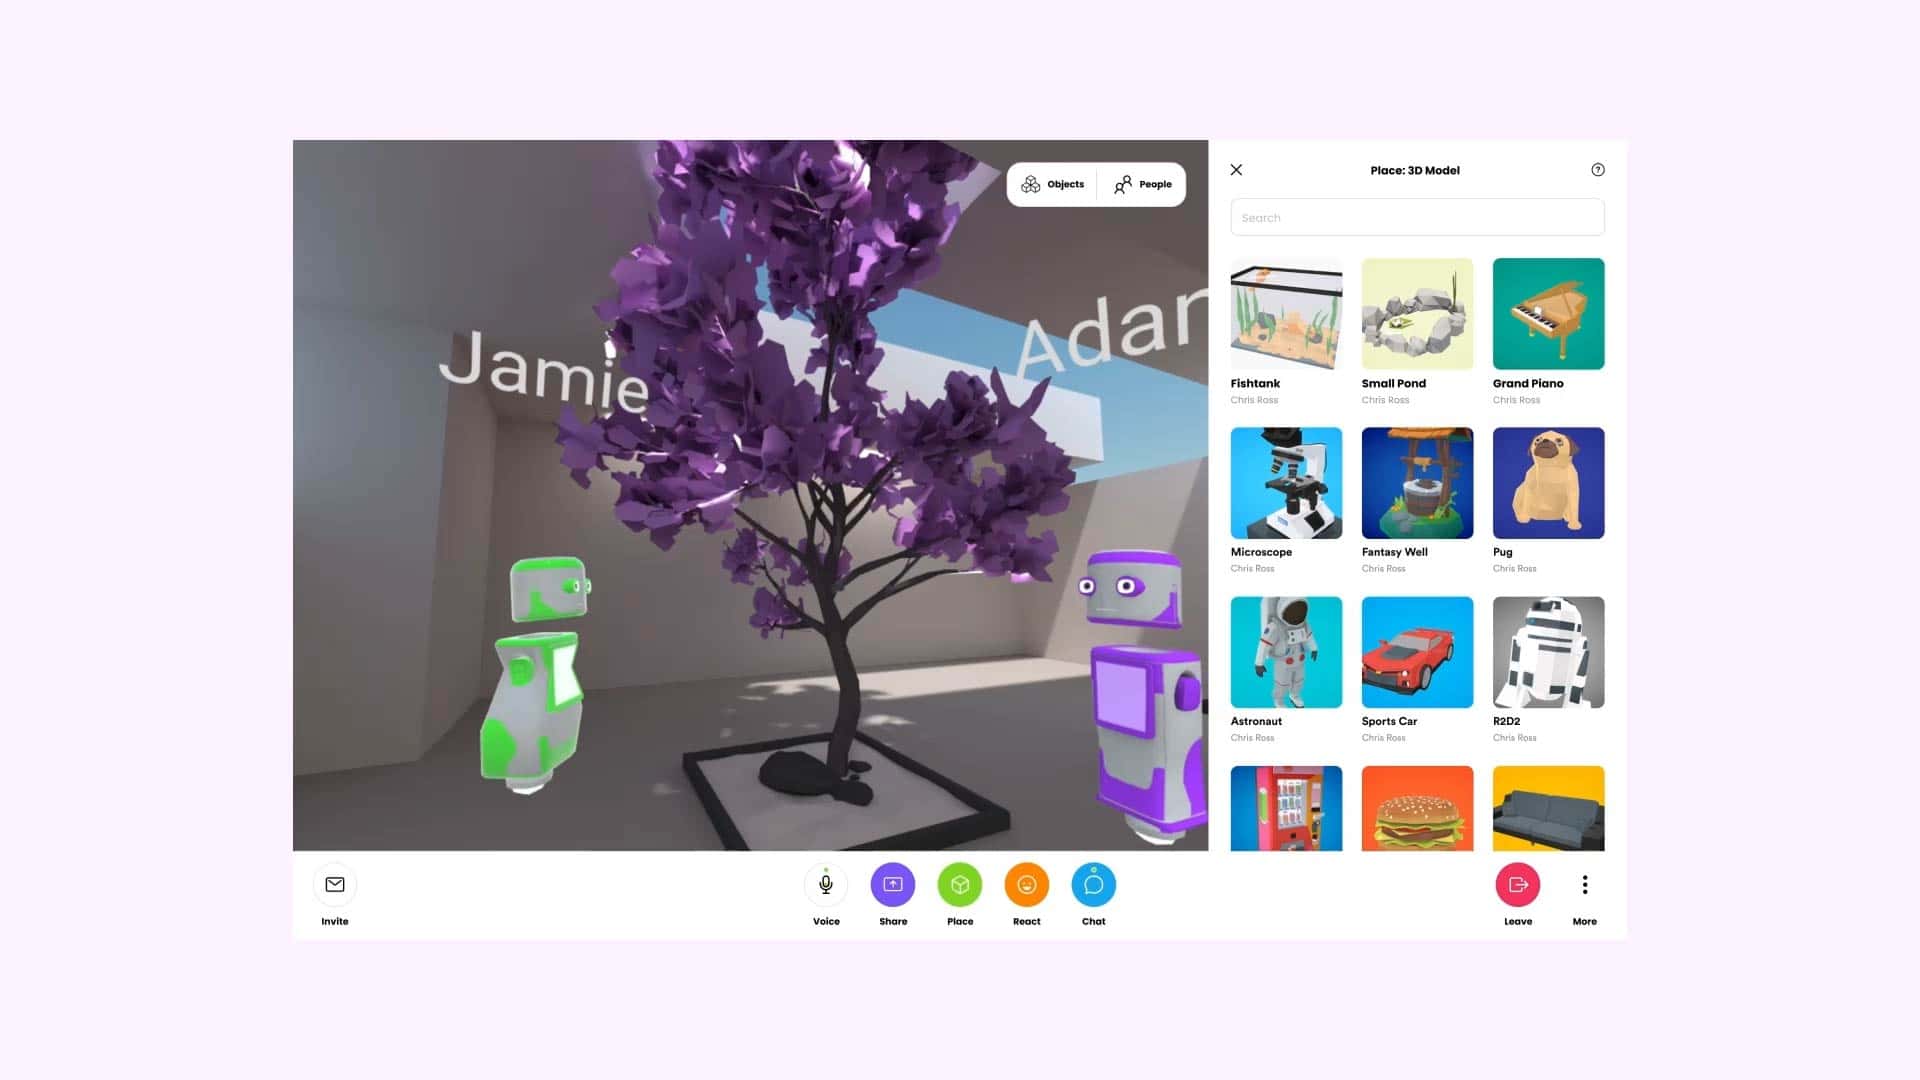 Objects
People
Place: 3D Model
Search
Adam
Jamie
Fishtank
Chris Ross
Small Pond
Chris Ross
Grand Piano
Chris Ross
Microscope
Chris Ross
Fantasy Well
Chris Ross
Pug
Chris Ross
Astronaut
Chris Ross
Sports Car
Chris Ross
R2D2
Chris Ross
Invite
Voice
Share
Place
React
Chat
Leave
More